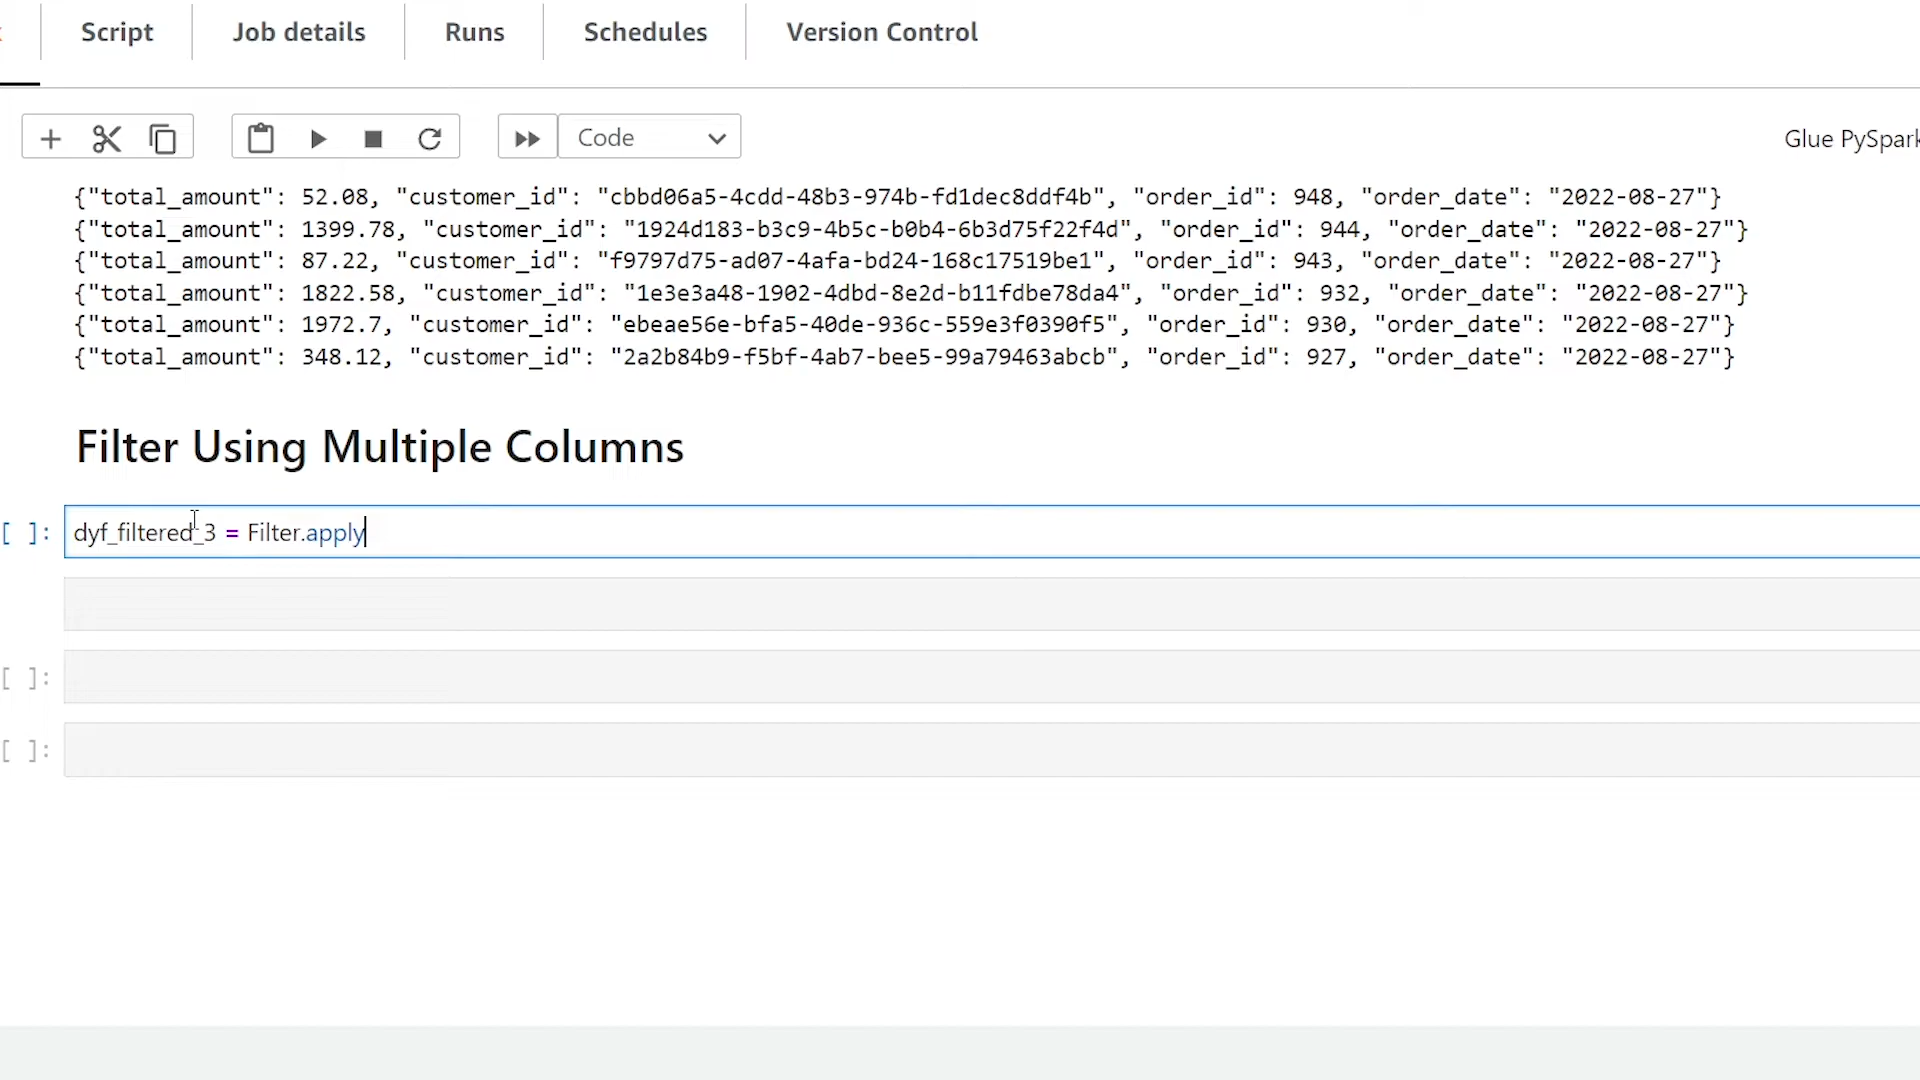 Script Job details Runs Schedules Version Control
Code Glue PySpark
{"total_amount": 52.08, "customer_id": "cbbd06a5-4cdd-48b3-974b-fd1dec8ddf4b", "order_id": 948, "order_date": "2022-08-27"}
{"total_amount": 1399.78, "customer_id": "1924d183-b3c9-4b5c-b0b4-6b3d75f22f4d", "order_id": 944, "order_date": "2022-08-27"}
{"total_amount": 87.22, "customer_id": "f9797d75-ad07-4afa-bd24-168c17519be1", "order_id": 943, "order_date": "2022-08-27"}
{"total_amount": 1822.58, "customer_id": "1e3e3a48-1902-4dbd-8e2d-b11fdbe78da4", "order_id": 932, "order_date": "2022-08-27"}
{"total_amount": 1972.7, "customer_id": "ebeae56e-bfa5-40de-936c-559e3f0390f5", "order_id": 930, "order_date": "2022-08-27"}
{"total_amount": 348.12, "customer_id": "2a2b84b9-f5bf-4ab7-bee5-99a79463abcb", "order_id": 927, "order_date": "2022-08-27"}
Filter Using Multiple Columns
[ ]: dyf_filtered_3 = Filter.apply
[ ]:
[ ]: